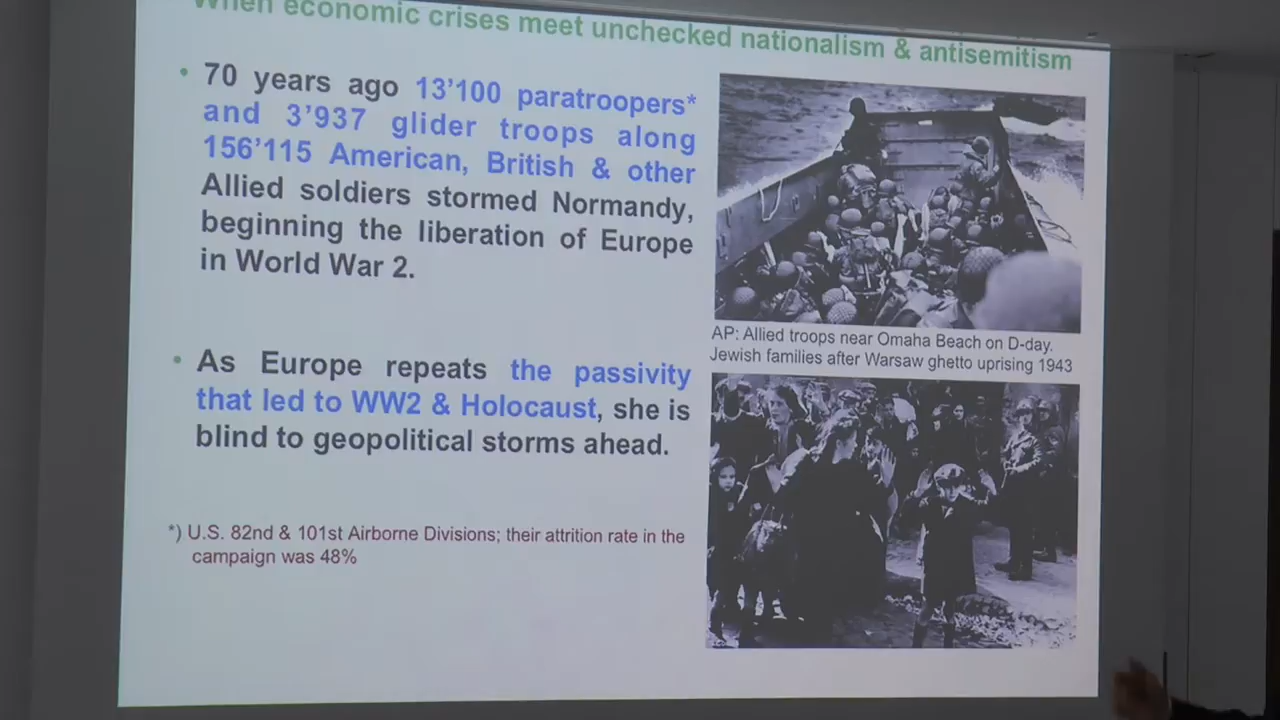 When economic crises meet unchecked nationalism & antisemitism
• 70 years ago 13’100 paratroopers*
and 3’937 glider troops along
156’115 American, British & other
Allied soldiers stormed Normandy,
beginning the liberation of Europe
in World War 2.
AP: Allied troops near Omaha Beach on D-day.
Jewish families after Warsaw ghetto uprising 1943
• As Europe repeats the passivity
that led to WW2 & Holocaust, she is
blind to geopolitical storms ahead.
*) U.S. 82nd & 101st Airborne Divisions; their attrition rate in the
campaign was 48%